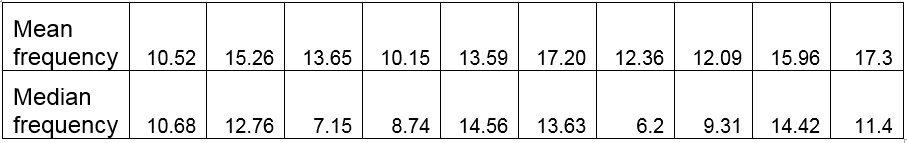 Mean
frequency 10.52 15.26 13.65 10.15 13.59 17.20 12.36 12.09 15.96 17.3
Median
frequency 10.68 12.76 7.15 8.74 14.56 13.63 6.2 9.31 14.42 11.4